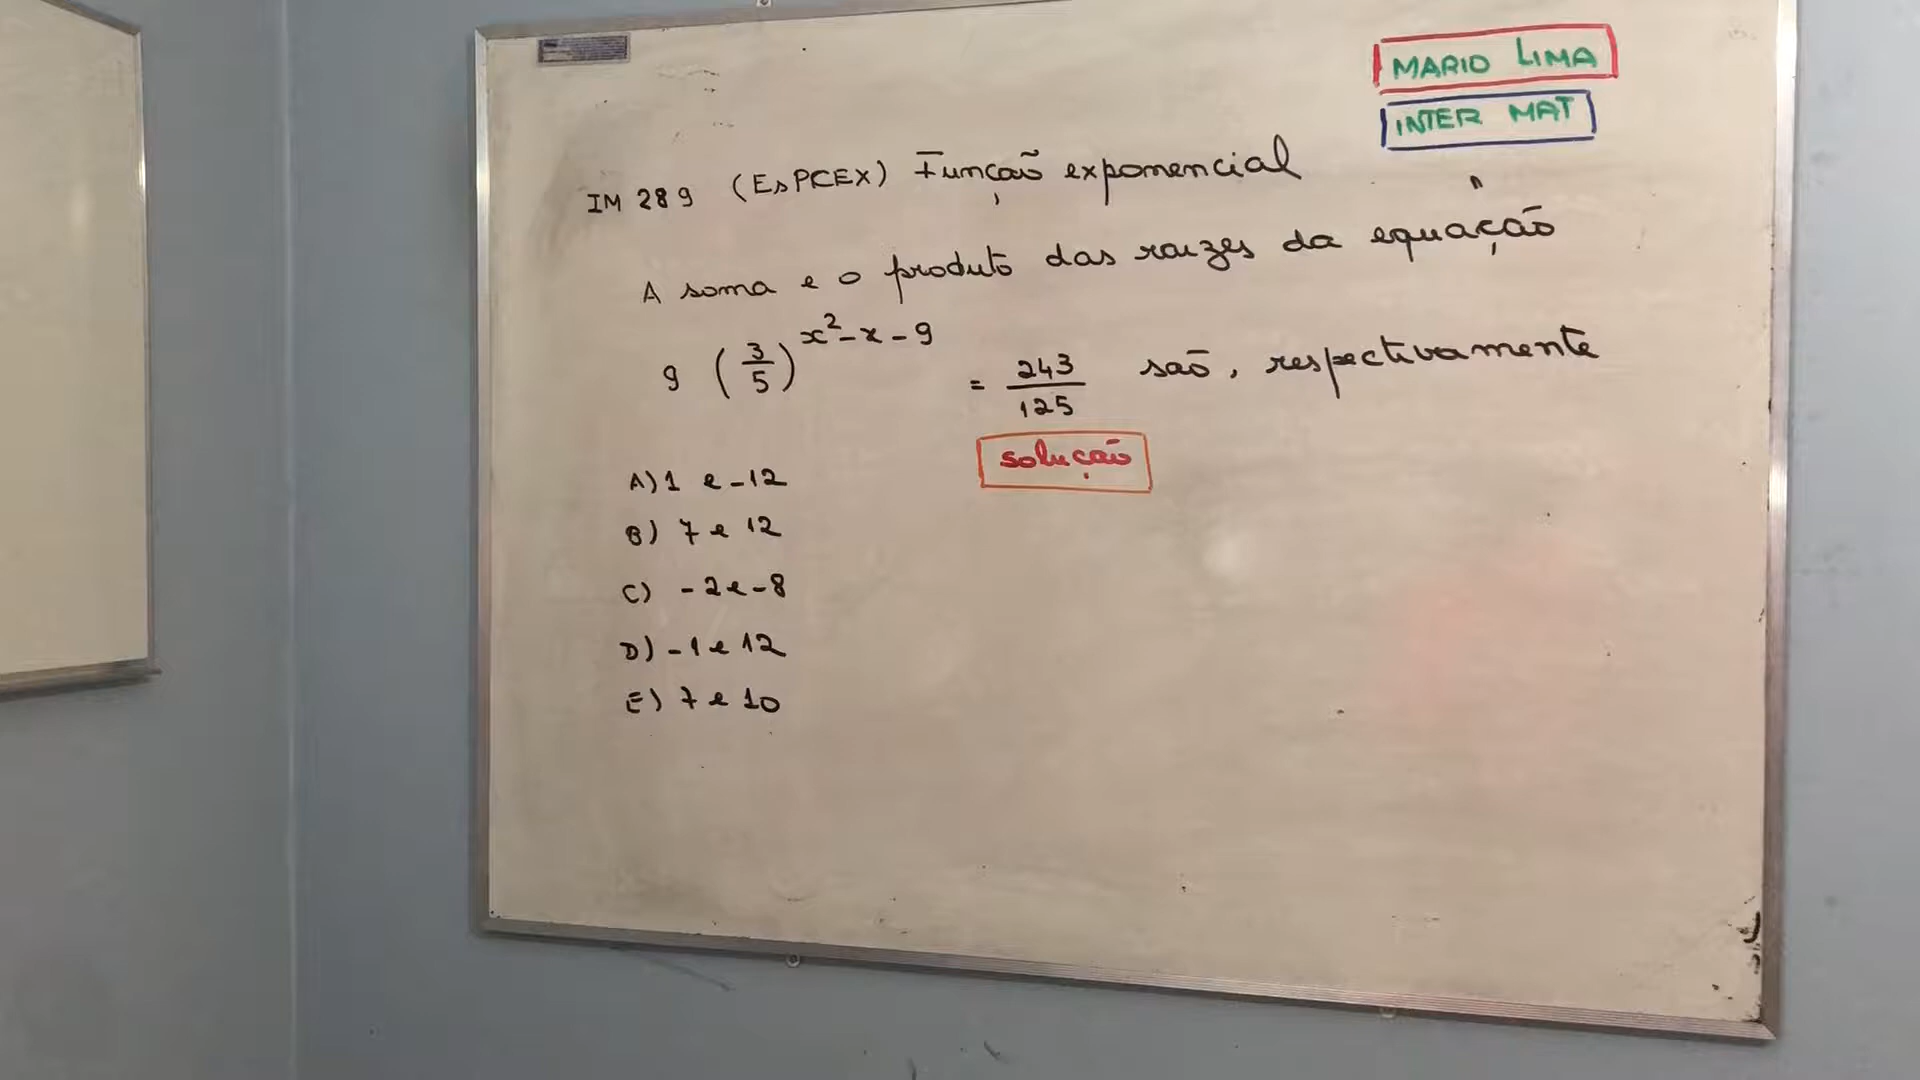 MARIO LIMA
INTER MAT
IM 289 (EsPCEX) Função exponencial
A soma e o produto das raizes da equação
9 (3/5)^x²-x-9 = 243/125 são, respectivamente
solução
A) 1 e -12
B) 7 e 12
C) -2 e -8
D) -1 e 12
E) 7 e 10